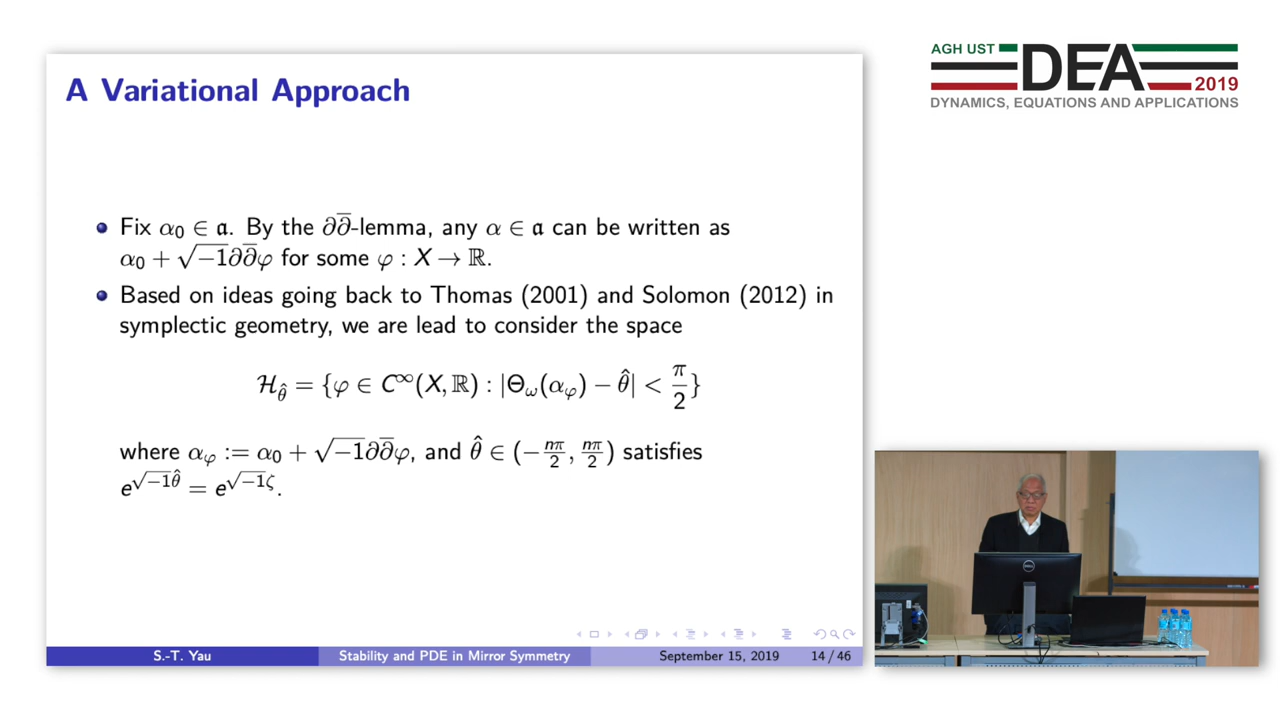 A Variational Approach
Fix α₀ ∈ 𝔞. By the ∂∂̅-lemma, any α ∈ 𝔞 can be written as
α₀ + √−1∂∂̅φ for some φ : X → ℝ.
Based on ideas going back to Thomas (2001) and Solomon (2012) in
symplectic geometry, we are lead to consider the space
ℋ_θ̂ = {φ ∈ C^∞(X, ℝ) : |Θ_ω(α_φ) − θ̂| < π/2}
where α_φ := α₀ + √−1∂∂̅φ, and θ̂ ∈ (−nπ/2, nπ/2) satisfies
e^{√−1θ̂} = e^{√−1ζ}.
S.-T. Yau Stability and PDE in Mirror Symmetry September 15, 2019 14 / 46
AGH UST
DEA
2019
DYNAMICS, EQUATIONS AND APPLICATIONS
DELL